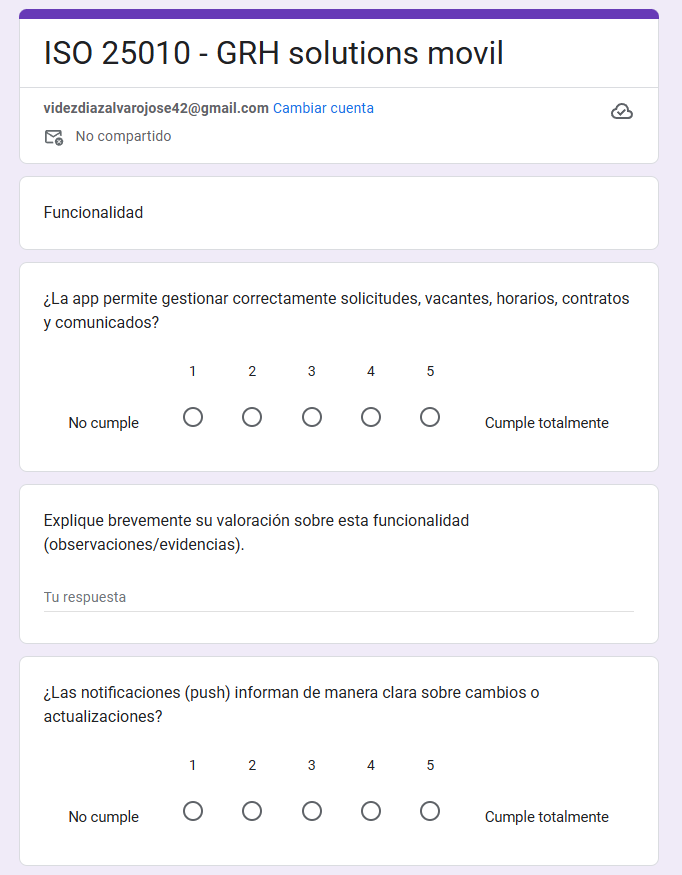 ISO 25010 - GRH solutions movil
videzdiazalvarojose42@gmail.com Cambiar cuenta
No compartido
Funcionalidad
¿La app permite gestionar correctamente solicitudes, vacantes, horarios, contratos
y comunicados?
1 2 3 4 5
No cumple Cumple totalmente
Explique brevemente su valoración sobre esta funcionalidad
(observaciones/evidencias).
Tu respuesta
¿Las notificaciones (push) informan de manera clara sobre cambios o
actualizaciones?
1 2 3 4 5
No cumple Cumple totalmente